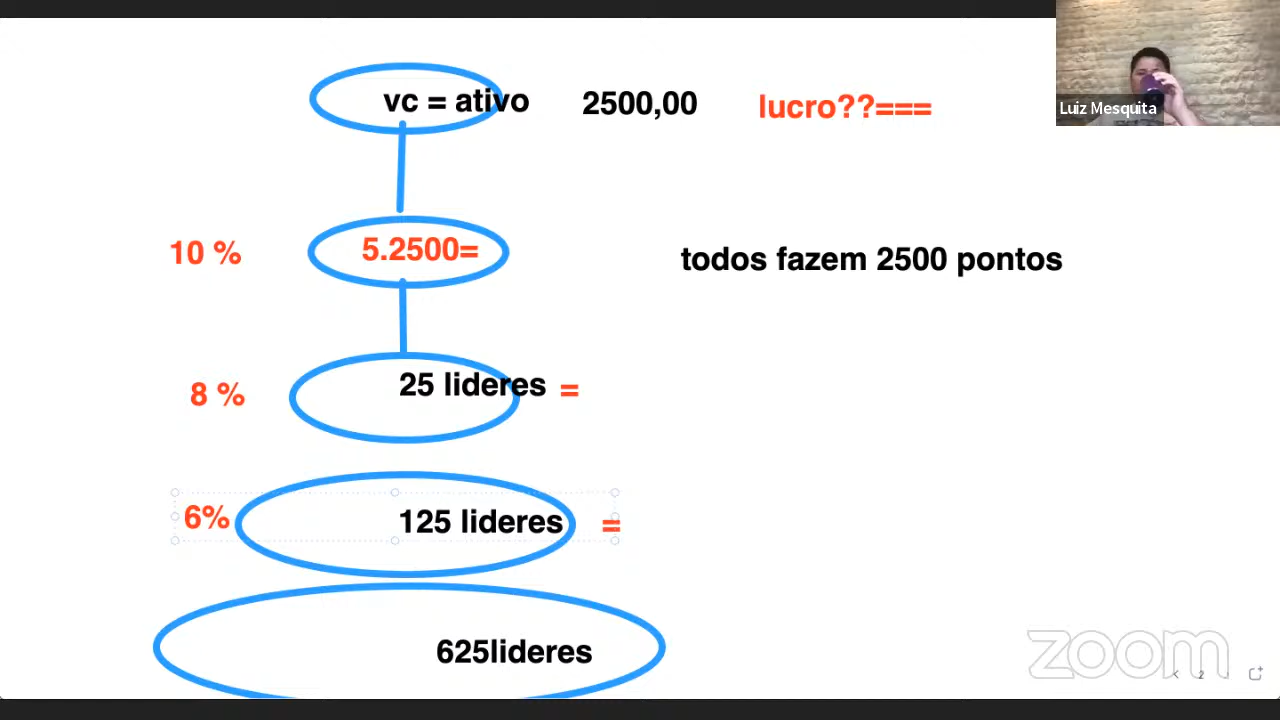 vc = ativo 2500,00 lucro??===
Luiz Mesquita
10 % 5.2500= todos fazem 2500 pontos
8 % 25 lideres =
6% 125 lideres =
625lideres
zoom
2